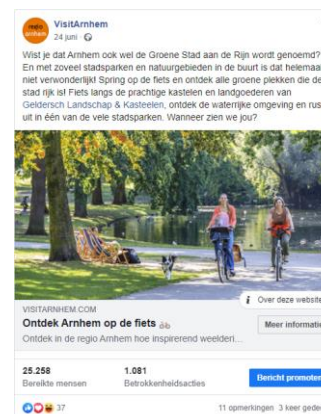 regio
arnhem
VisitArnhem
24 juni ·
Wist je dat Arnhem ook wel de Groene Stad aan de Rijn wordt genoemd?
En met zoveel stadsparken en natuurgebieden in de buurt is dat helemaal
niet verwonderlijk! Spring op de fiets en ontdek alle groene plekken die de
stad rijk is! Fiets langs de prachtige kastelen en landgoederen van
Geldersch Landschap & Kasteelen, ontdek de waterrijke omgeving en rus
uit in één van de vele stadsparken. Wanneer zien we jou?
Over deze website
VISITARNHEM.COM
Ontdek Arnhem op de fiets
Ontdek in de regio Arnhem hoe inspirerend weelderi...
Meer informatie
25.258
Bereikte mensen
1.081
Betrokkenheidsacties
Bericht promoten
37
11 opmerkingen 3 keer gedee